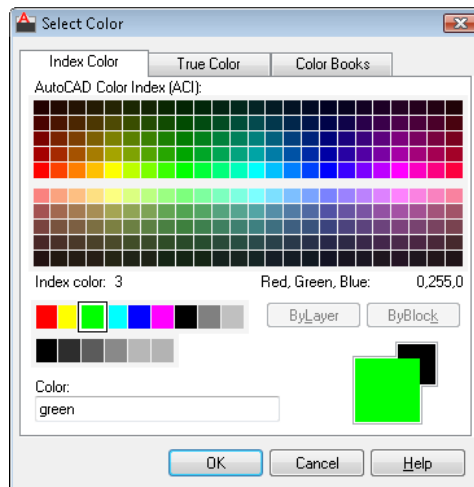 Select Color
Index Color True Color Color Books
AutoCAD Color Index (ACI):
Index color: 3 Red, Green, Blue: 0,255,0
ByLayer ByBlock
Color:
green
OK Cancel Help